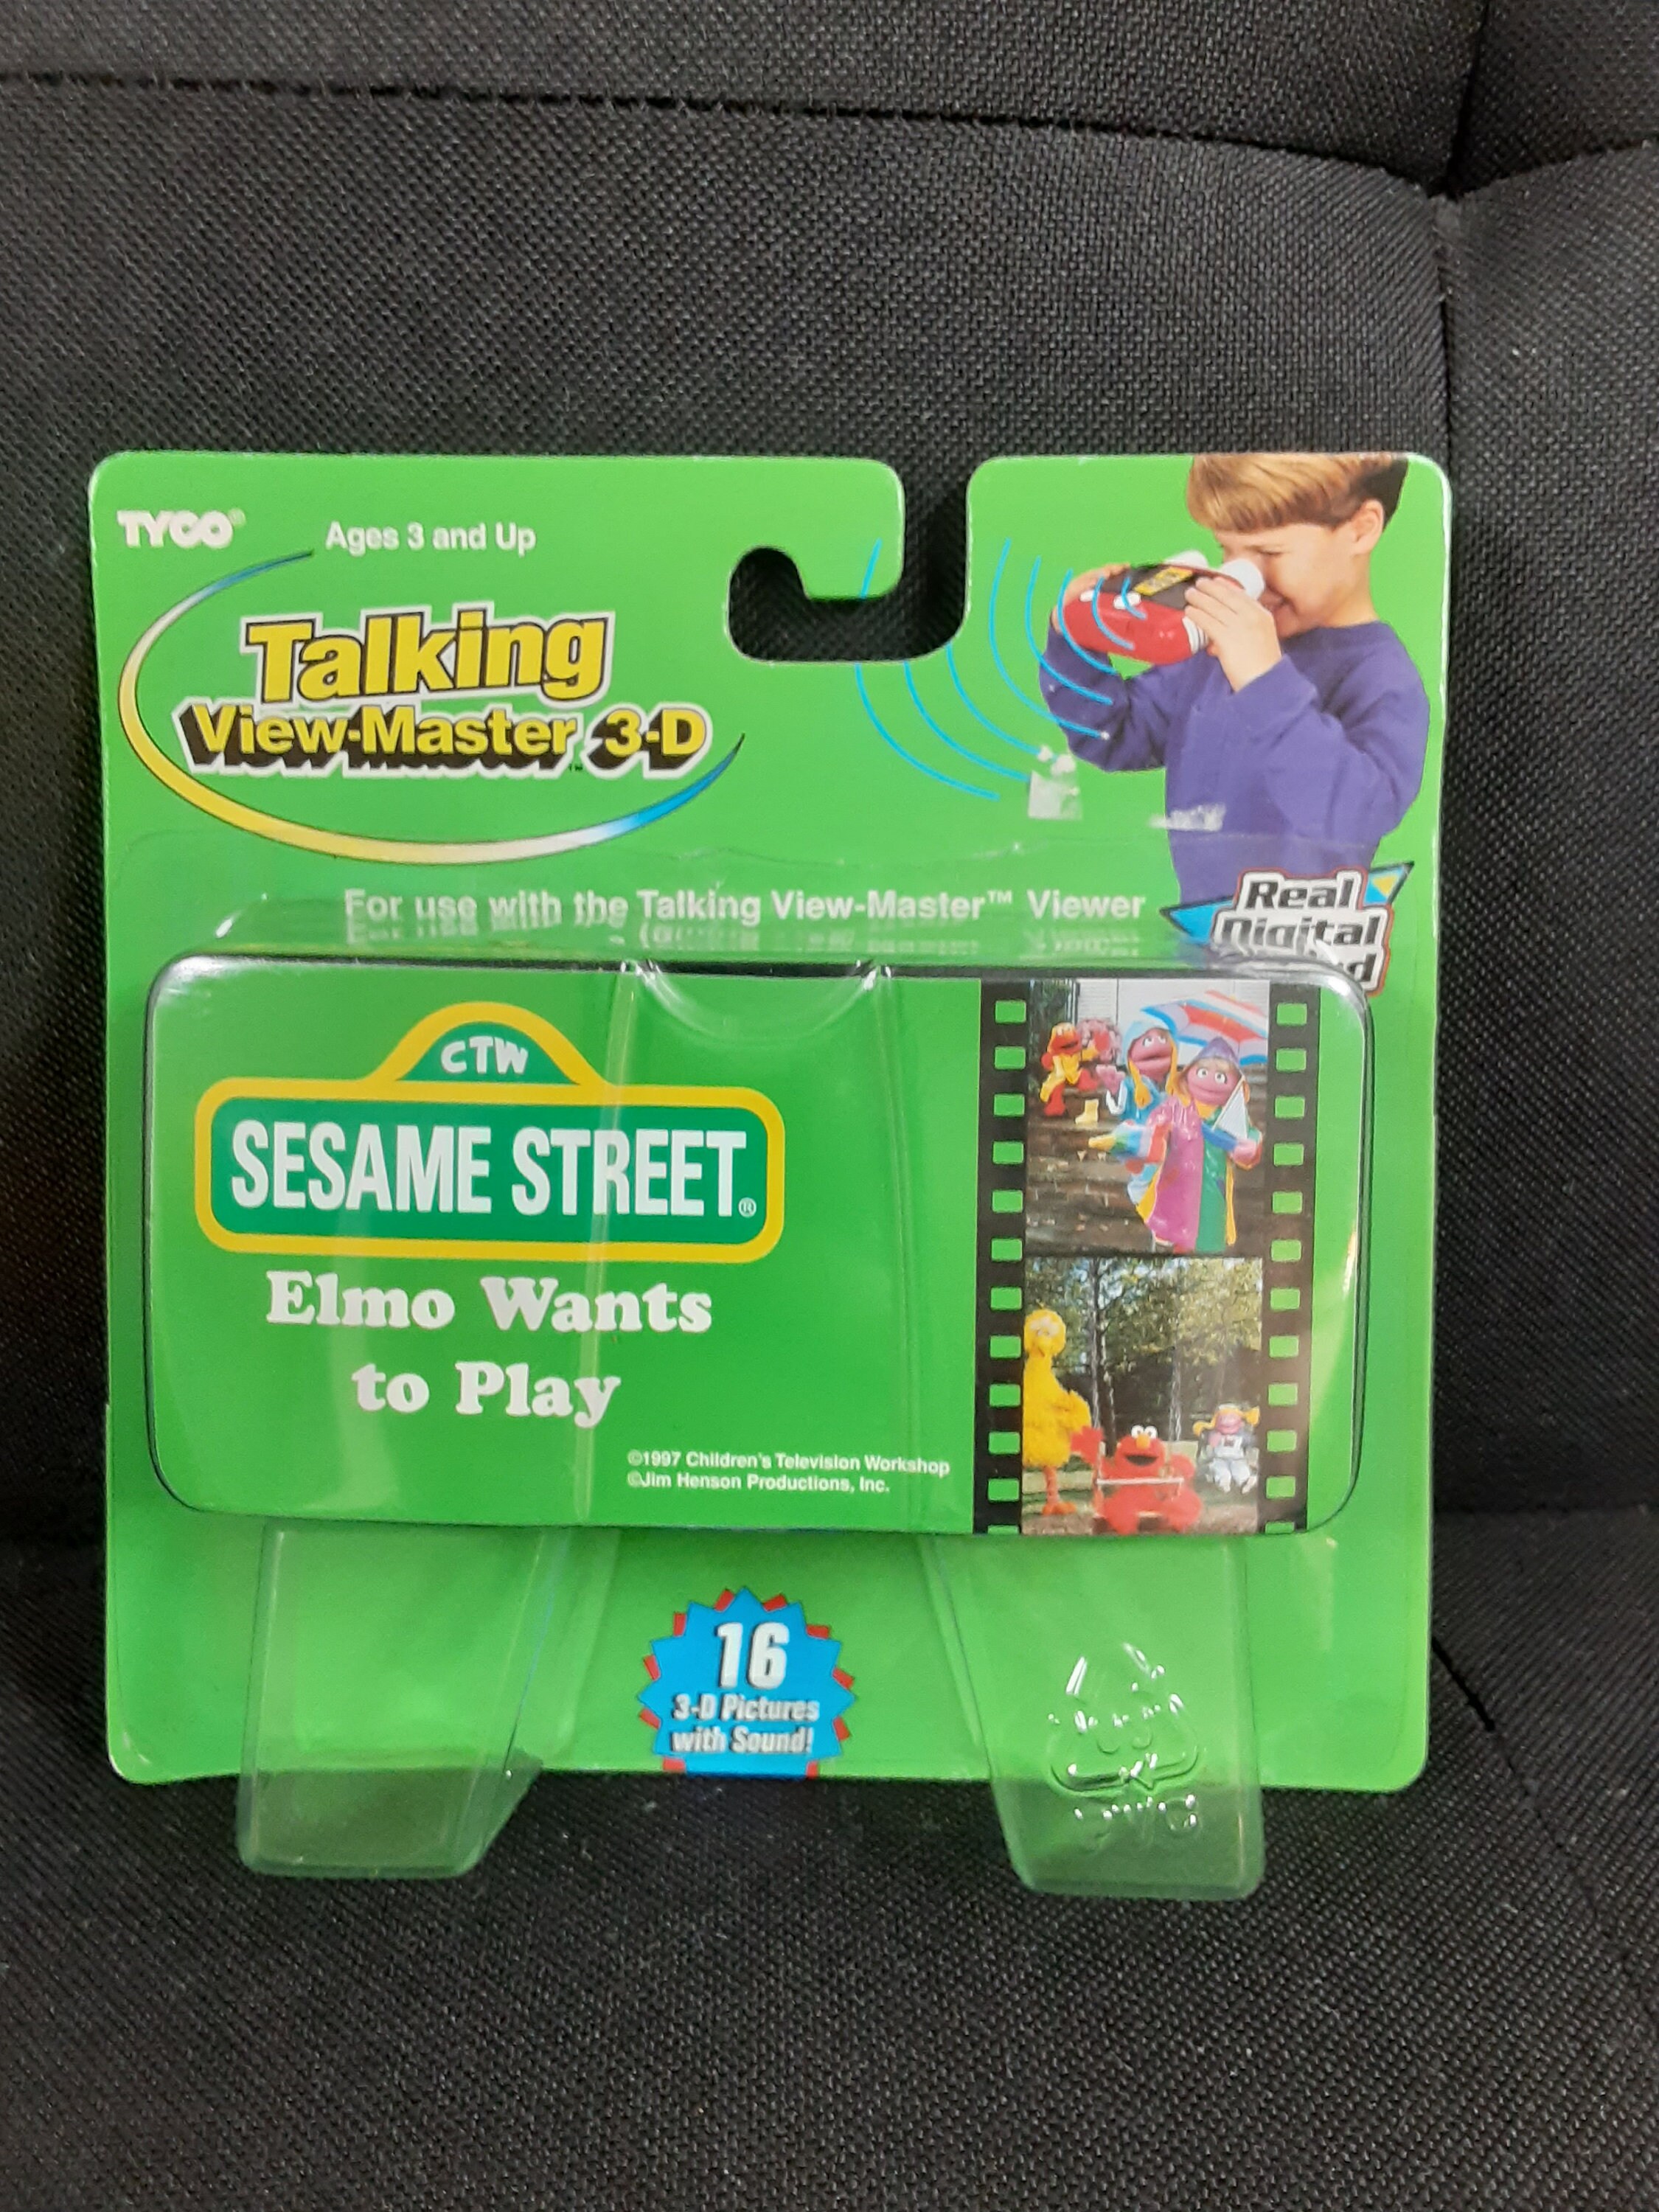 TYCO®
Ages 3 and Up
Talking
View-Master 3-D
™
For use with the Talking View-Master™ Viewer
Real
Digital
CTW
SESAME STREET®
Elmo Wants
to Play
©1997 Children's Television Workshop
©Jim Henson Productions, Inc.
16
3-D Pictures
with Sound!